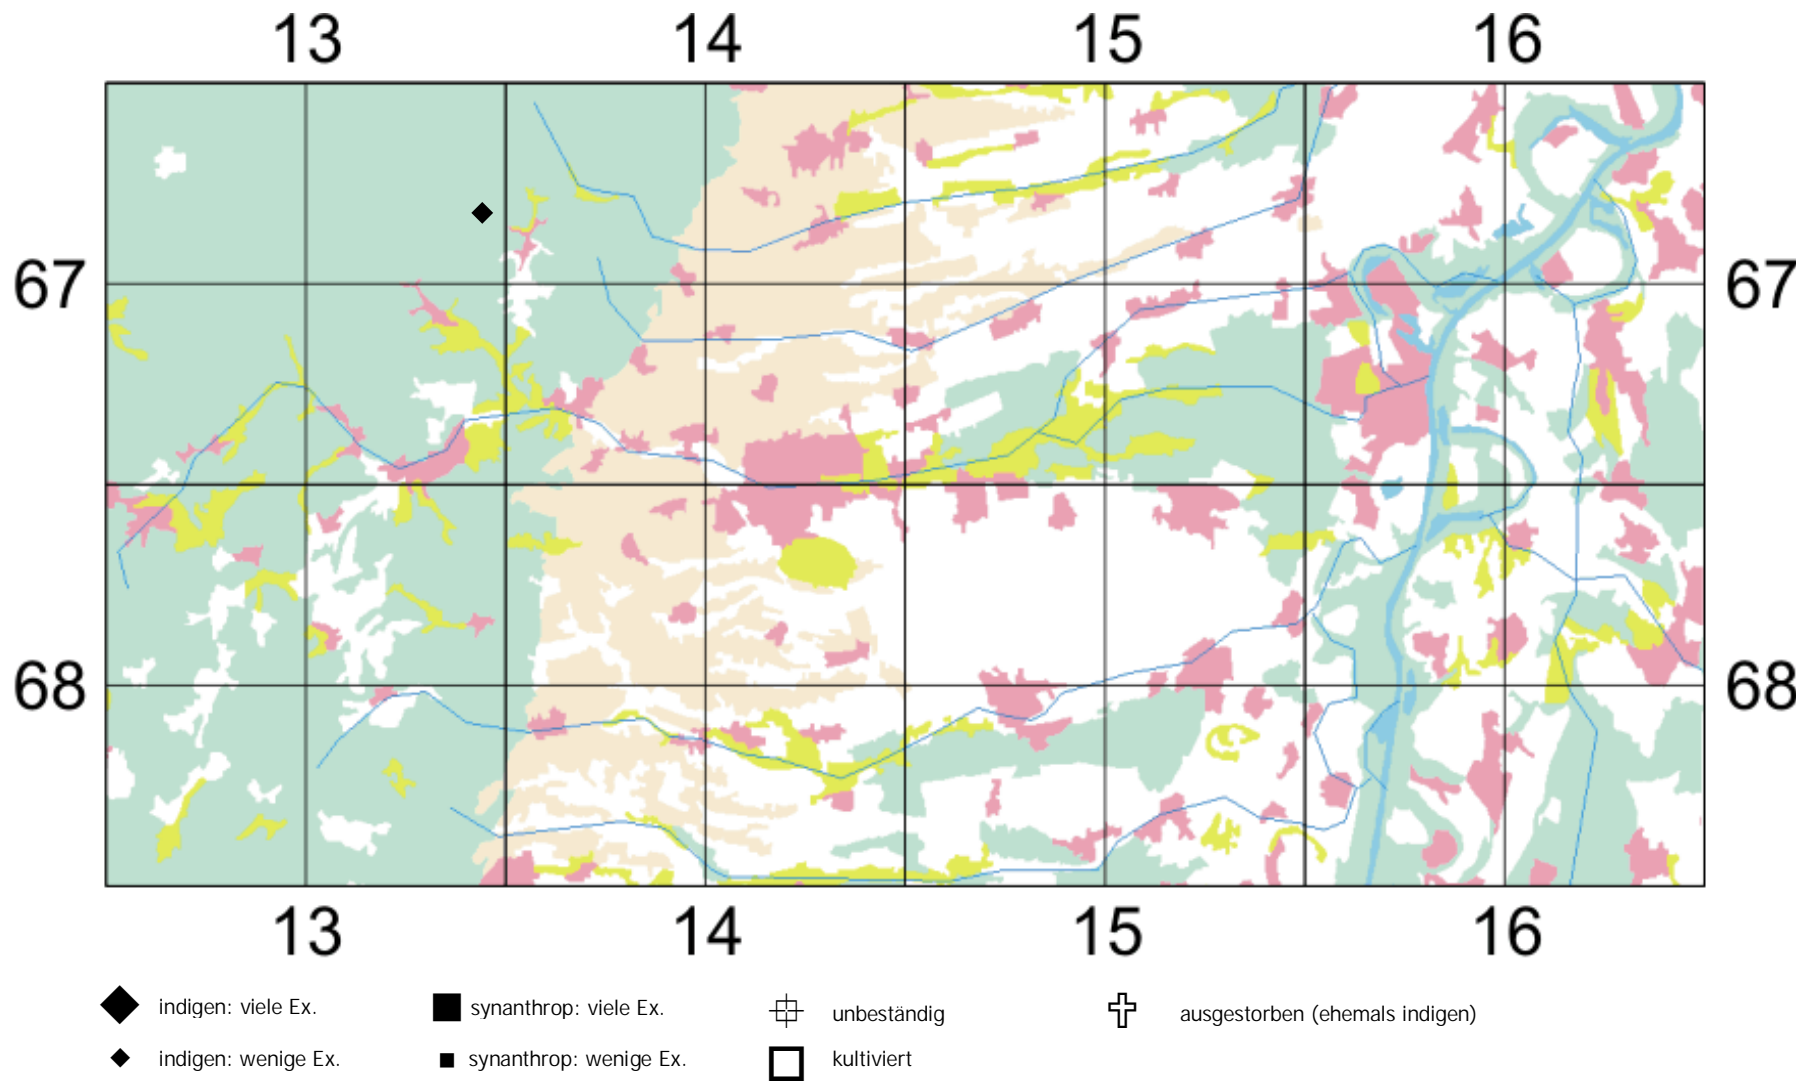 13 14 15 16
67 67
68 68
13 14 15 16
indigen: viele Ex. synanthrop: viele Ex. unbeständig ausgestorben (ehemals indigen)
indigen: wenige Ex. synanthrop: wenige Ex. kultiviert